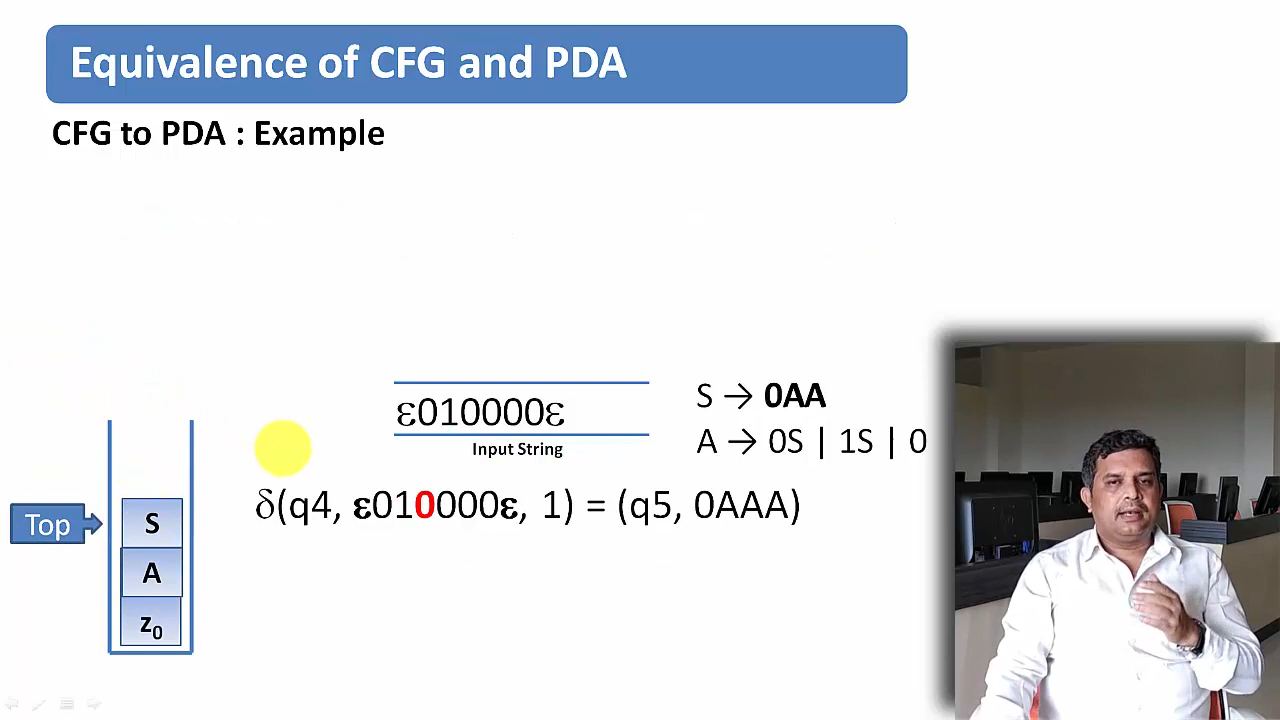 Equivalence of CFG and PDA
CFG to PDA : Example
ε010000ε
Input String
S → 0AA
A → 0S | 1S | 0
δ(q4, ε010000ε, 1) = (q5, 0AAA)
Top
S
A
z₀